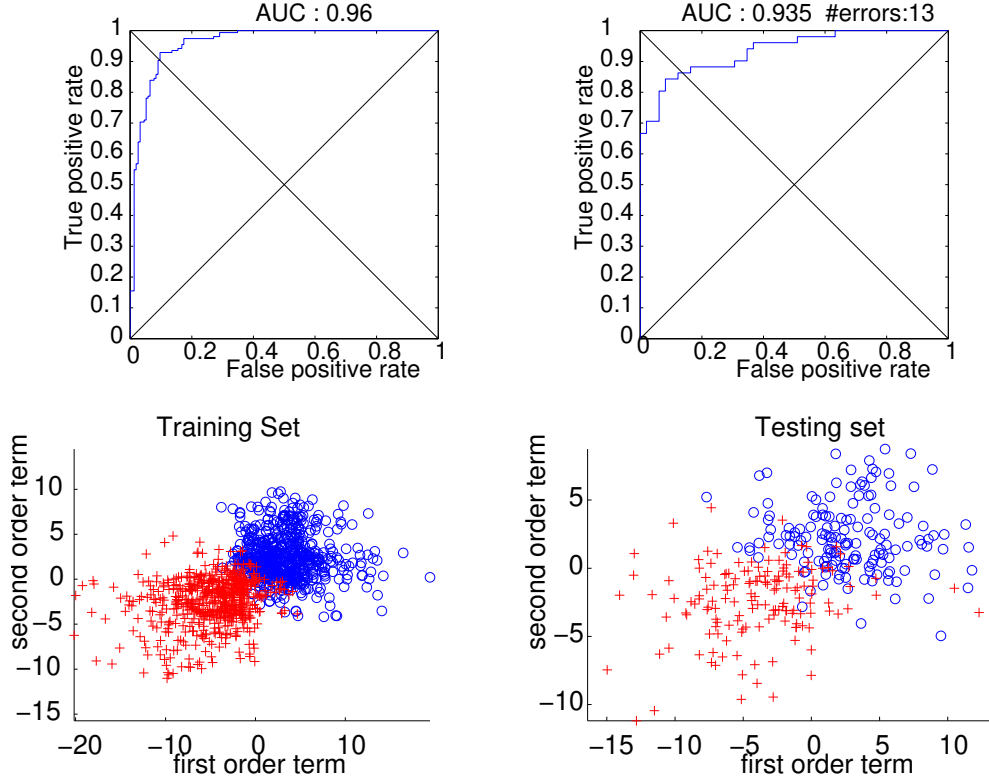 AUC : 0.96
1
0.9
0.8
0.7
0.6
0.5
0.4
0.3
0.2
0.1
0
True positive rate
0 0.2 0.4 0.6 0.8 1
False positive rate
AUC : 0.935 #errors:13
1
0.9
0.8
0.7
0.6
0.5
0.4
0.3
0.2
0.1
0
True positive rate
0 0.2 0.4 0.6 0.8 1
False positive rate
Training Set
second order term
10
5
0
−5
−10
−15
−20 −10 0 10
first order term
Testing set
second order term
5
0
−5
−10
−15 −10 −5 0 5 10
first order term